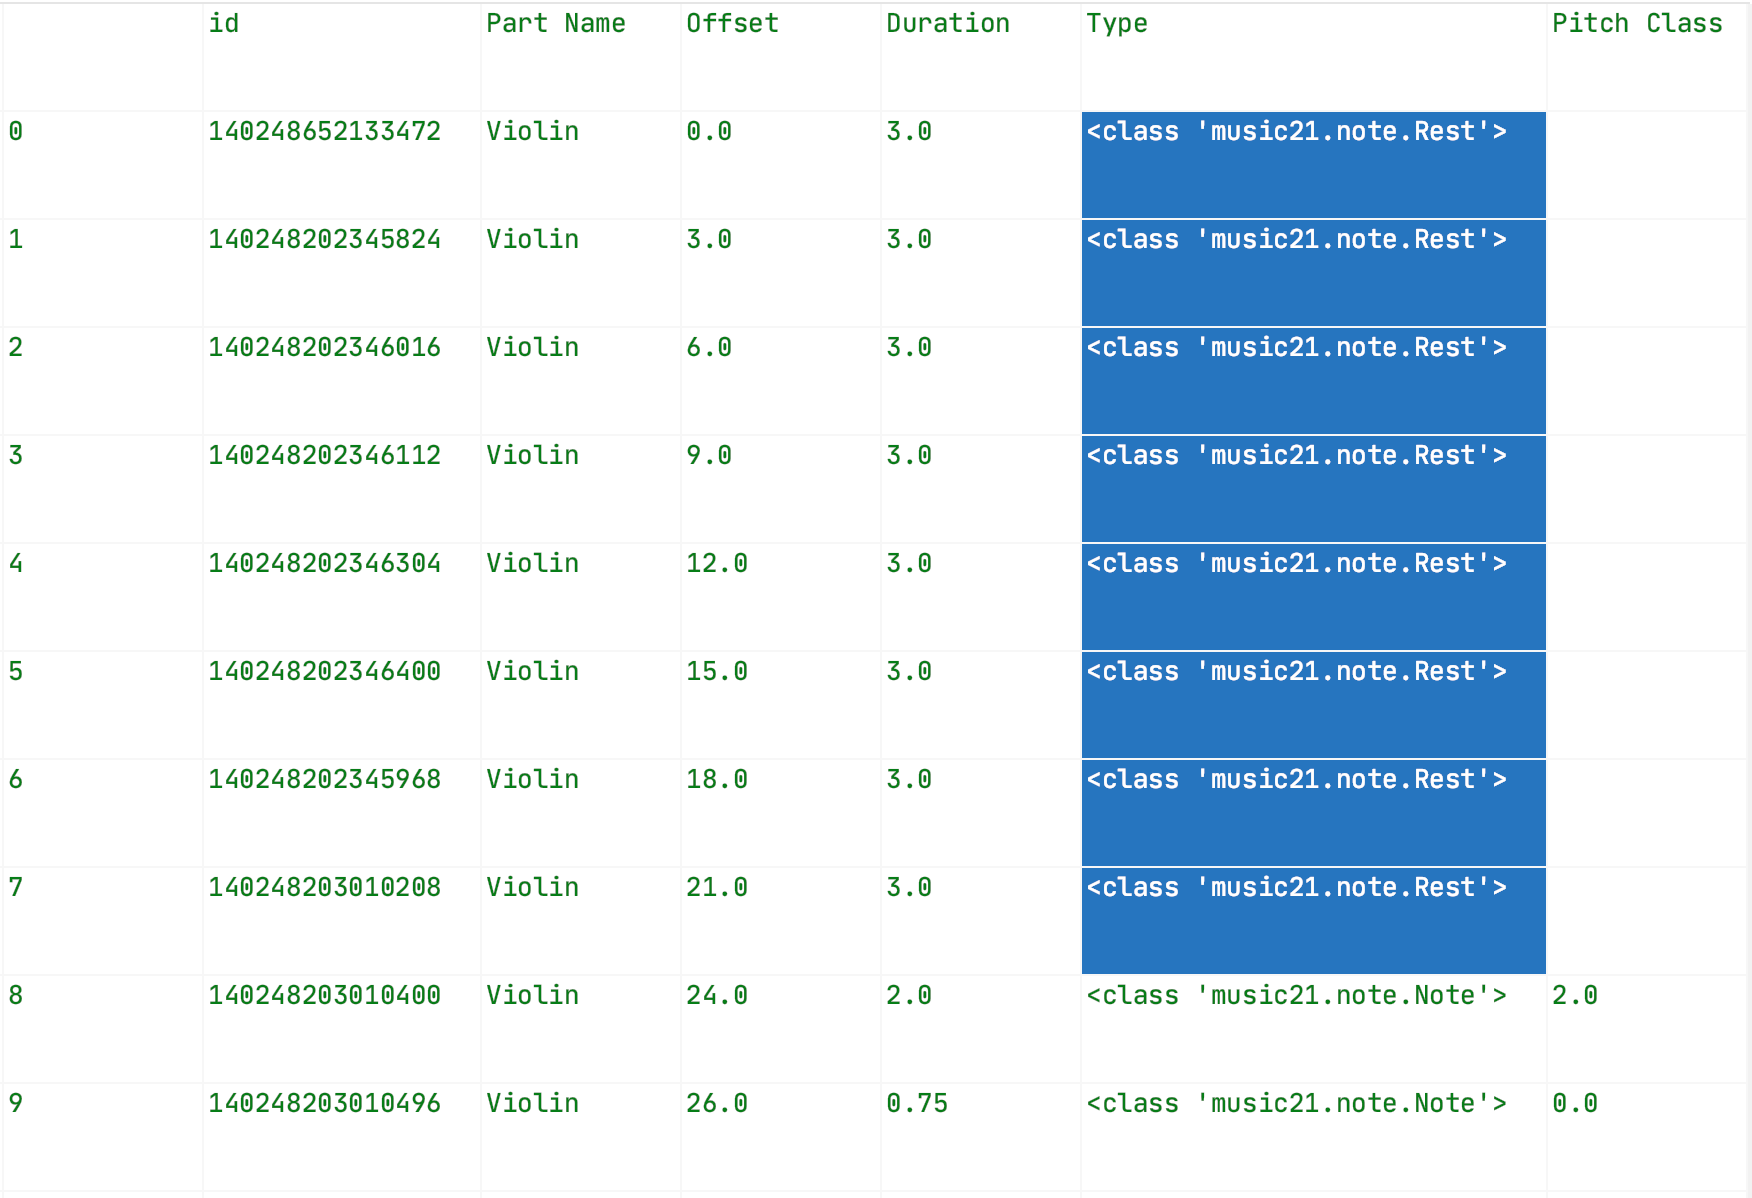 id Part Name Offset Duration Type Pitch Class
0 140248652133472 Violin 0.0 3.0 <class 'music21.note.Rest'>
1 140248202345824 Violin 3.0 3.0 <class 'music21.note.Rest'>
2 140248202346016 Violin 6.0 3.0 <class 'music21.note.Rest'>
3 140248202346112 Violin 9.0 3.0 <class 'music21.note.Rest'>
4 140248202346304 Violin 12.0 3.0 <class 'music21.note.Rest'>
5 140248202346400 Violin 15.0 3.0 <class 'music21.note.Rest'>
6 140248202345968 Violin 18.0 3.0 <class 'music21.note.Rest'>
7 140248203010208 Violin 21.0 3.0 <class 'music21.note.Rest'>
8 140248203010400 Violin 24.0 2.0 <class 'music21.note.Note'> 2.0
9 140248203010496 Violin 26.0 0.75 <class 'music21.note.Note'> 0.0